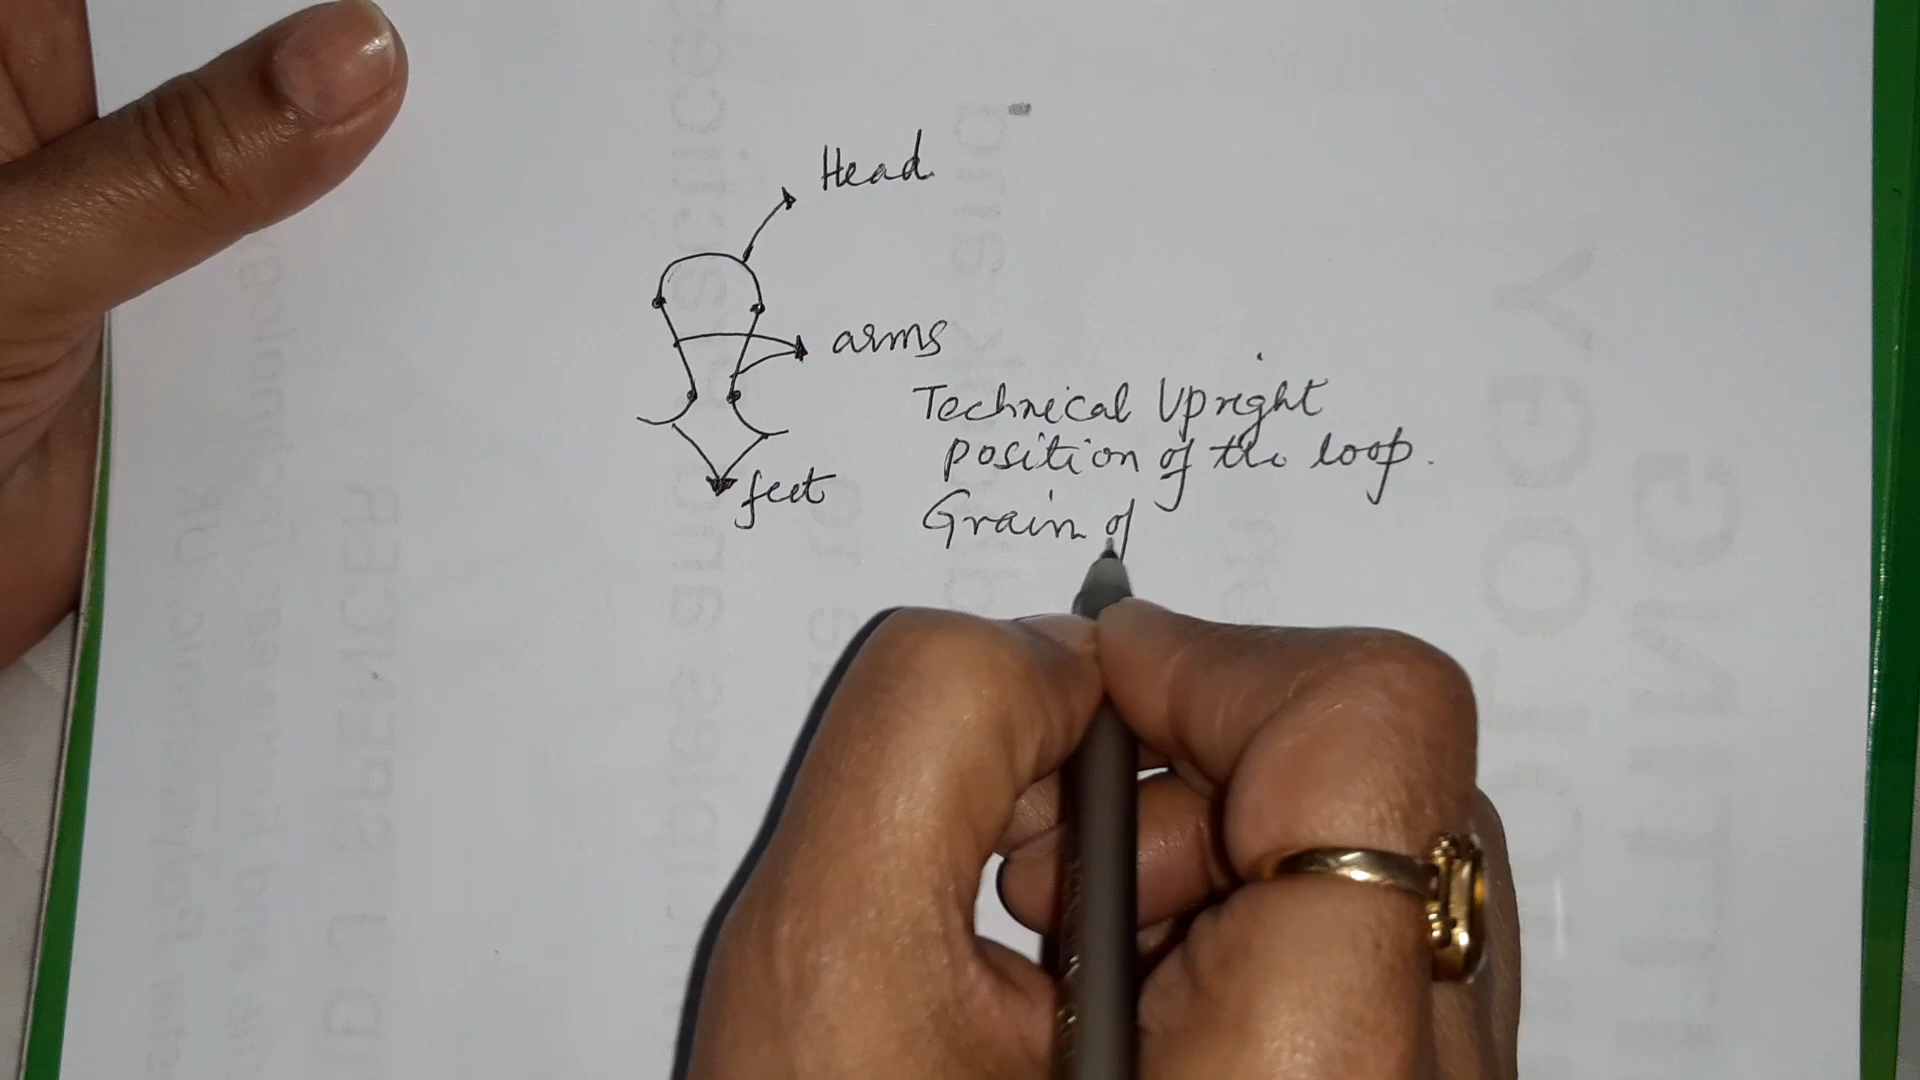 Head
arms
feet
Technical Upright
position of the loop.
Grain of